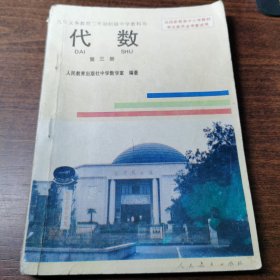 九年义务教育三年制初级中学教科书
代数
DAI SHU
第三册
人民教育出版社中学数学室 编著
人民教育出版社